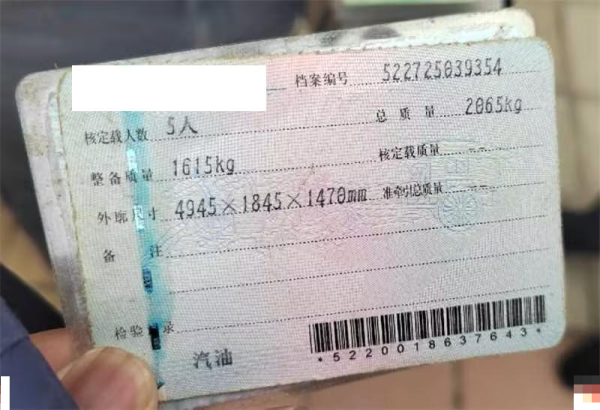 档案编号 522725039354
核定载人数 5人 总质量 2065kg
整备质量 1615kg 核定载质量 --
外廓尺寸 4945×1845×1470mm 准牵引总质量 --
备注
检验记录
汽油
*5220018637643*